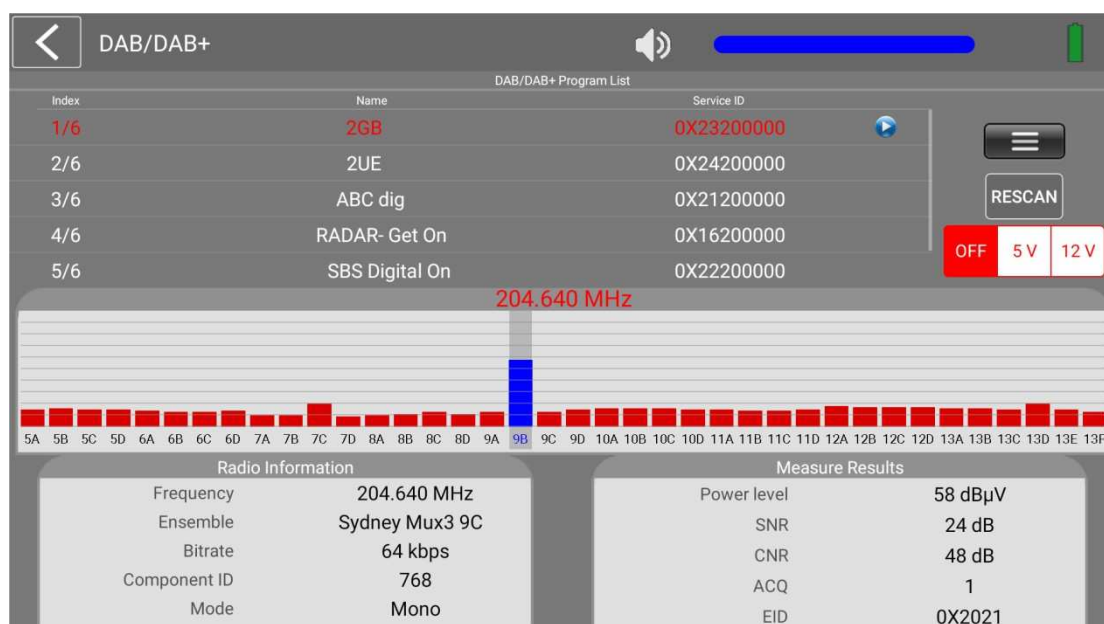 DAB/DAB+
DAB/DAB+ Program List
Index Name Service ID
1/6 2GB 0X23200000
2/6 2UE 0X24200000
3/6 ABC dig 0X21200000
4/6 RADAR- Get On 0X16200000
5/6 SBS Digital On 0X22200000
RESCAN
OFF 5 V 12 V
204.640 MHz
5A 5B 5C 5D 6A 6B 6C 6D 7A 7B 7C 7D 8A 8B 8C 8D 9A 9B 9C 9D 10A 10B 10C 10D 11A 11B 11C 11D 12A 12B 12C 12D 13A 13B 13C 13D 13E 13F
Radio Information
Frequency 204.640 MHz
Ensemble Sydney Mux3 9C
Bitrate 64 kbps
Component ID 768
Mode Mono
Measure Results
Power level 58 dBµV
SNR 24 dB
CNR 48 dB
ACQ 1
EID 0X2021